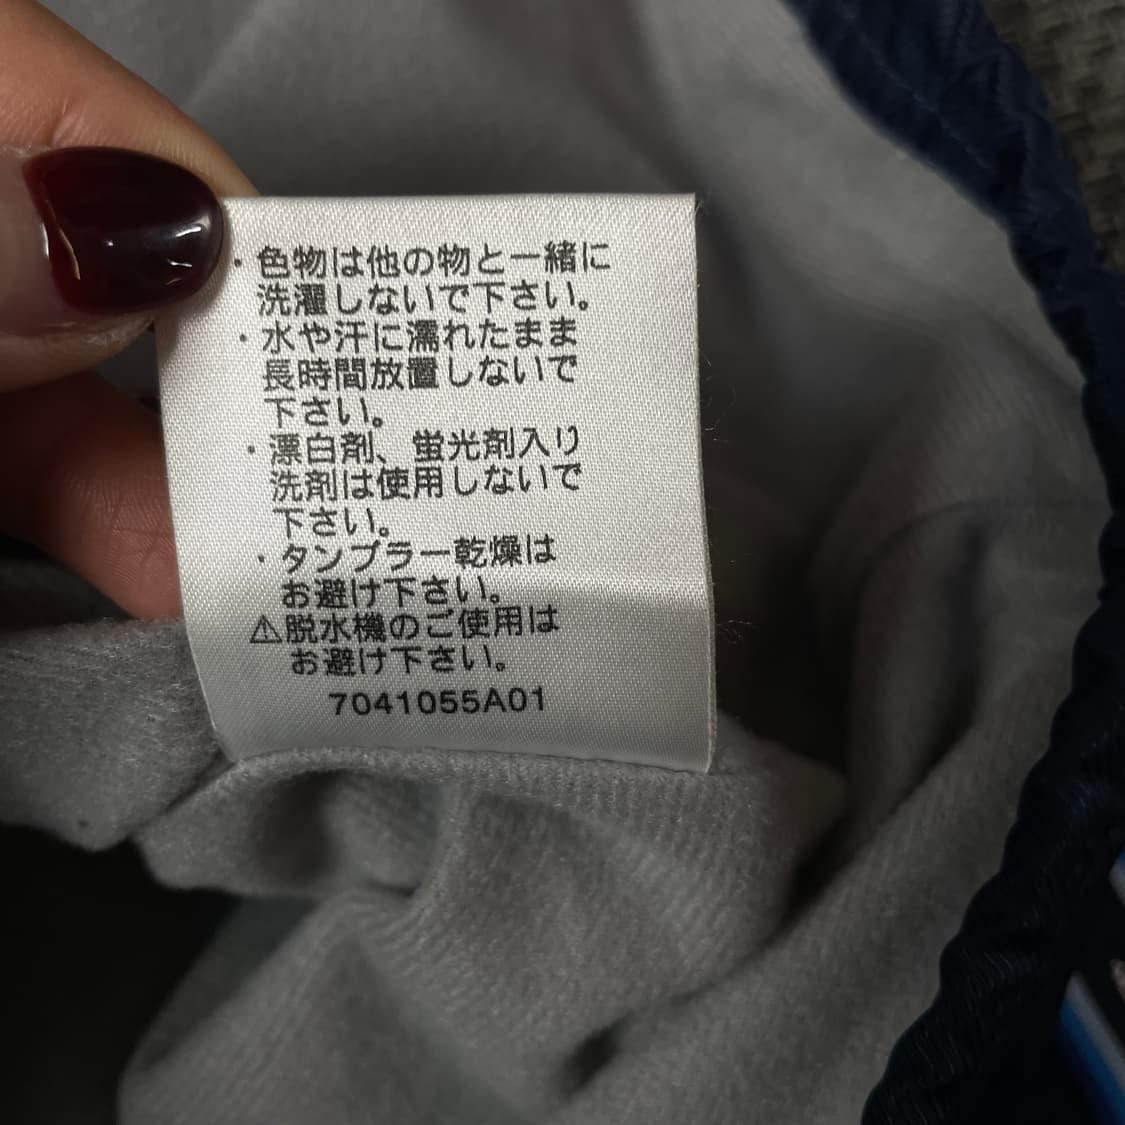 ・色物は他の物と一緒に
洗濯しないで下さい。
・水や汗に濡れたまま
長時間放置しないで
下さい。
・漂白剤、蛍光剤入り
洗剤は使用しないで
下さい。
・タンブラー乾燥は
お避け下さい。
⚠脱水機のご使用は
お避け下さい。
7041055A01